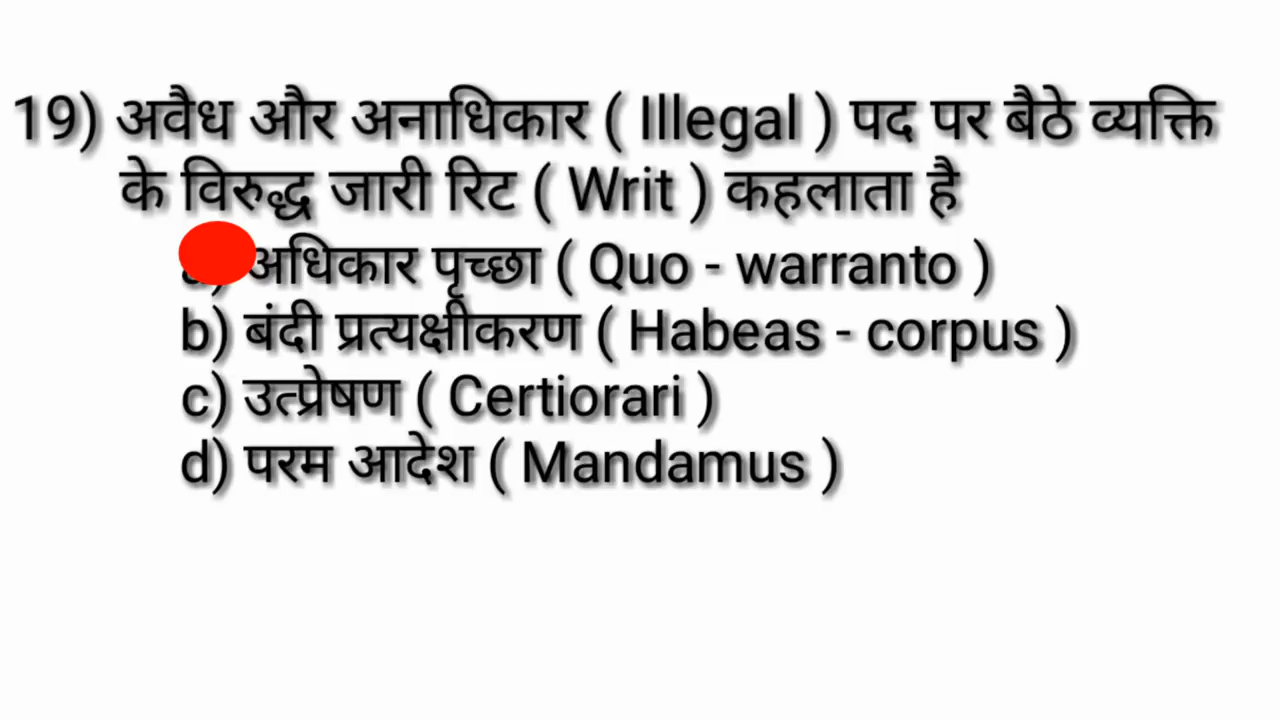 19) अवैध और अनाधिकार ( Illegal ) पद पर बैठे व्यक्ति
के विरुद्ध जारी रिट ( Writ ) कहलाता है
a) अधिकार पृच्छा ( Quo - warranto )
b) बंदी प्रत्यक्षीकरण ( Habeas - corpus )
c) उत्प्रेषण ( Certiorari )
d) परम आदेश ( Mandamus )